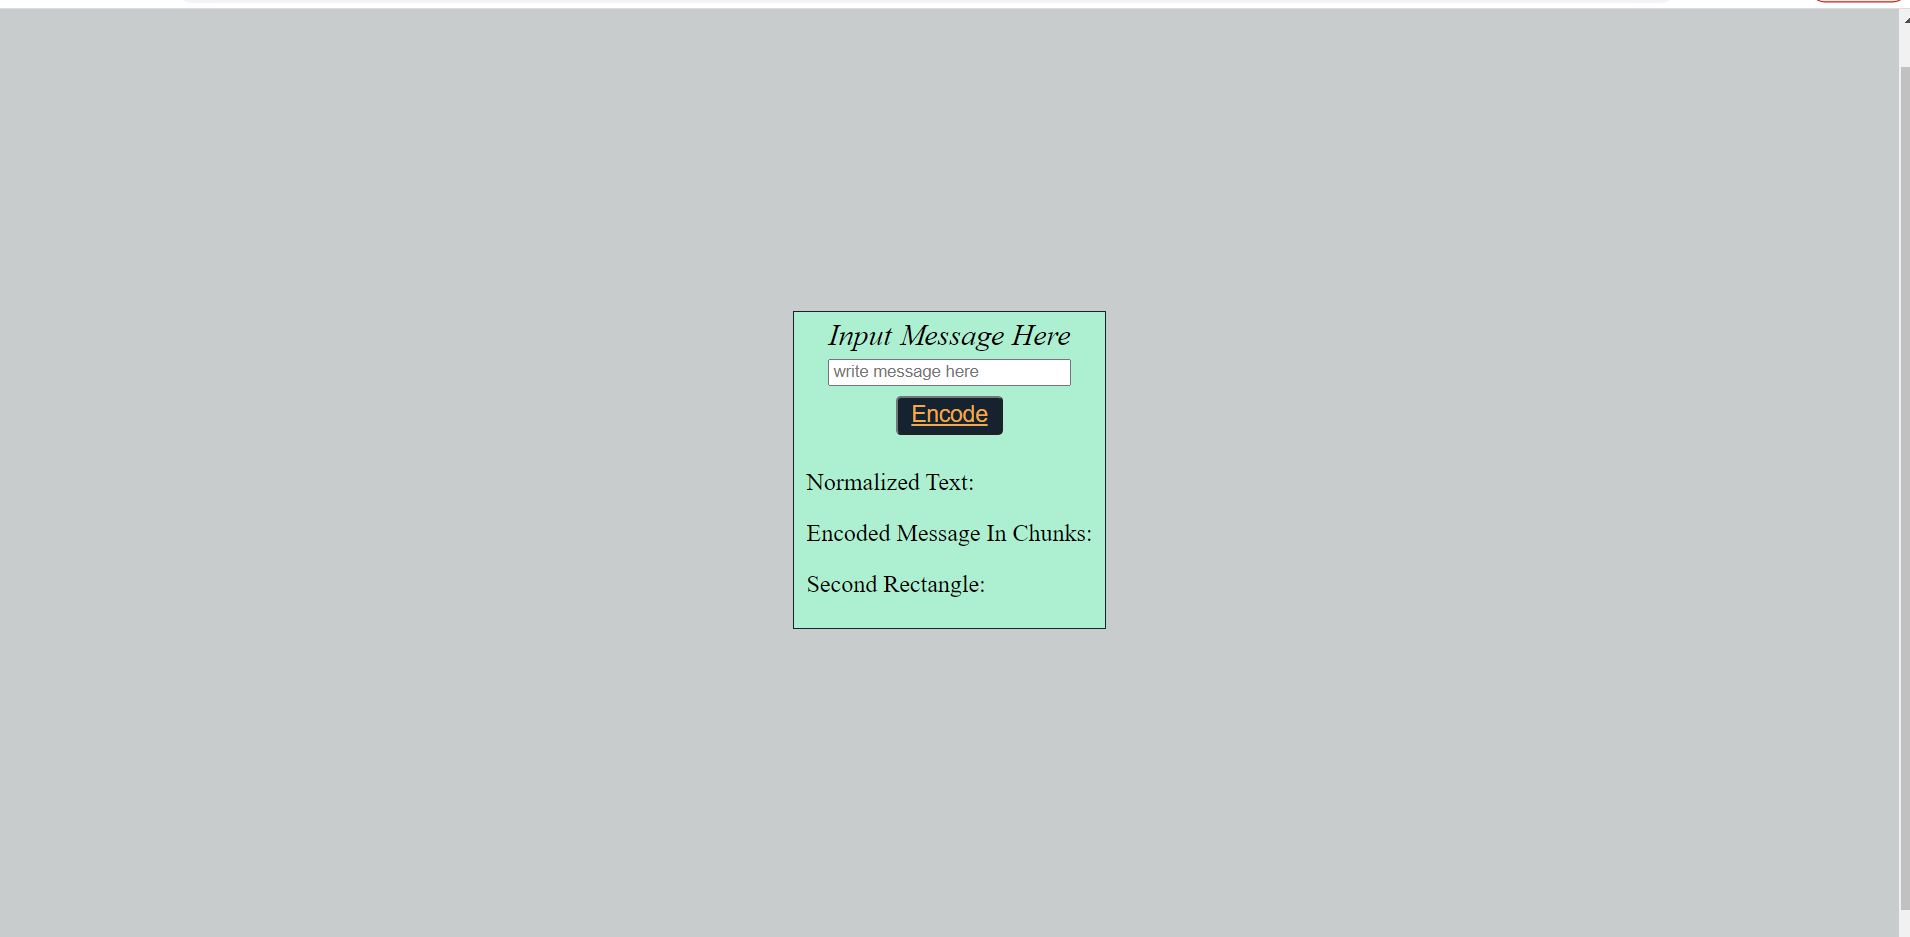 Input Message Here
write message here
Encode
Normalized Text:
Encoded Message In Chunks:
Second Rectangle: